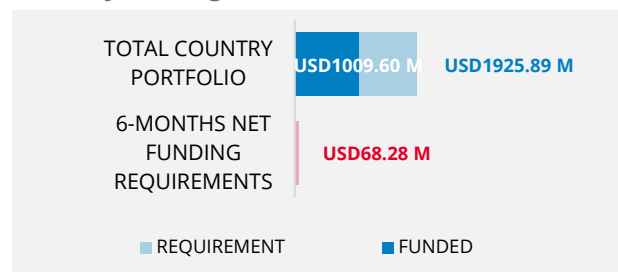 TOTAL COUNTRY
PORTFOLIO
USD1009.60 M
USD1925.89 M
6-MONTHS NET
FUNDING
REQUIREMENTS
USD68.28 M
REQUIREMENT
FUNDED